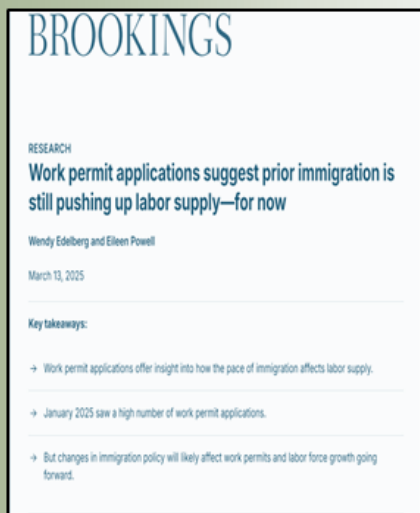 BROOKINGS
RESEARCH
Work permit applications suggest prior immigration is
still pushing up labor supply—for now
Wendy Edelberg and Eileen Powell
March 13, 2025
Key takeaways:
→ Work permit applications offer insight into how the pace of immigration affects labor supply.
→ January 2025 saw a high number of work permit applications.
→ But changes in immigration policy will likely affect work permits and labor force growth going
forward.